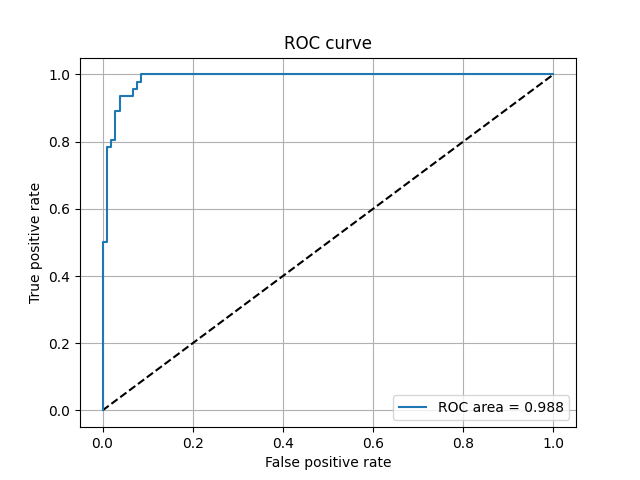 ROC curve
True positive rate
1.0
0.8
0.6
0.4
0.2
0.0
ROC area = 0.988
0.0 0.2 0.4 0.6 0.8 1.0
False positive rate